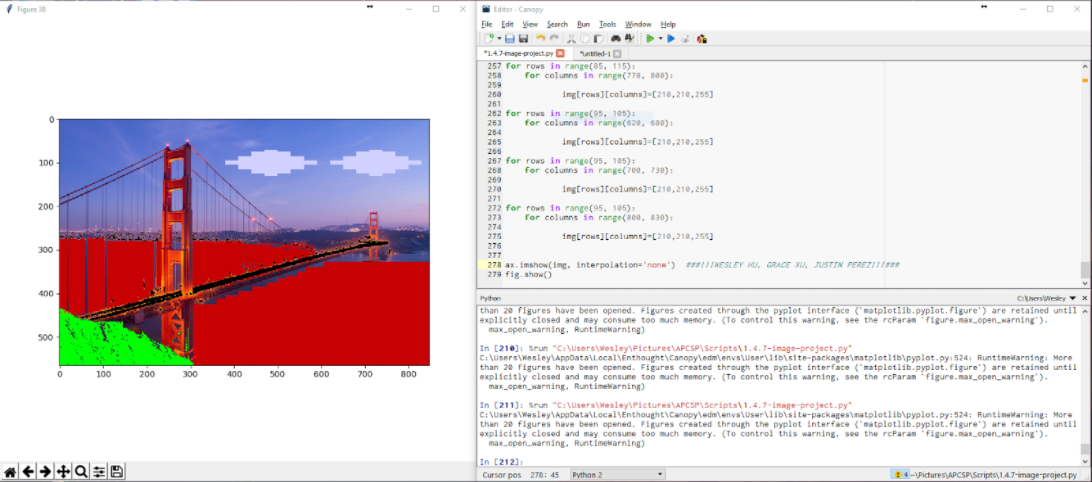 Figure 38
0
100
200
300
400
500
0 100 200 300 400 500 600 700 800
Editor - Canopy
File Edit View Search Run Tools Window Help
*1.4.7-image-project.py *untitled-1
257 for rows in range(85, 115):
258 for columns in range(770, 800):
259
260 img[rows][columns]=[210,210,255]
261
262 for rows in range(95, 105):
263 for columns in range(620, 680):
264
265 img[rows][columns]=[210,210,255]
266
267 for rows in range(95, 105):
268 for columns in range(700, 730):
269
270 img[rows][columns]=[210,210,255]
271
272 for rows in range(95, 105):
273 for columns in range(800, 830):
274
275 img[rows][columns]=[210,210,255]
276
277
278 ax.imshow(img, interpolation='none') ###!!!WESLEY HU, GRACE XU, JUSTIN PEREZ!!!###
279 fig.show()
Python C:\Users\Wesley
than 20 figures have been opened. Figures created through the pyplot interface (`matplotlib.pyplot.figure`) are retained until
explicitly closed and may consume too much memory. (To control this warning, see the rcParam `figure.max_open_warning`).
max_open_warning, RuntimeWarning)
In [210]: %run "C:\Users\Wesley\Pictures\APCSP\Scripts\1.4.7-image-project.py"
C:\Users\Wesley\AppData\Local\Enthought\Canopy\edm\envs\User\lib\site-packages\matplotlib\pyplot.py:524: RuntimeWarning: More
than 20 figures have been opened. Figures created through the pyplot interface (`matplotlib.pyplot.figure`) are retained until
explicitly closed and may consume too much memory. (To control this warning, see the rcParam `figure.max_open_warning`).
max_open_warning, RuntimeWarning)
In [211]: %run "C:\Users\Wesley\Pictures\APCSP\Scripts\1.4.7-image-project.py"
C:\Users\Wesley\AppData\Local\Enthought\Canopy\edm\envs\User\lib\site-packages\matplotlib\pyplot.py:524: RuntimeWarning: More
than 20 figures have been opened. Figures created through the pyplot interface (`matplotlib.pyplot.figure`) are retained until
explicitly closed and may consume too much memory. (To control this warning, see the rcParam `figure.max_open_warning`).
max_open_warning, RuntimeWarning)
In [212]:
Cursor pos 278: 45 Python 2 4 ~\Pictures\APCSP\Scripts\1.4.7-image-project.py